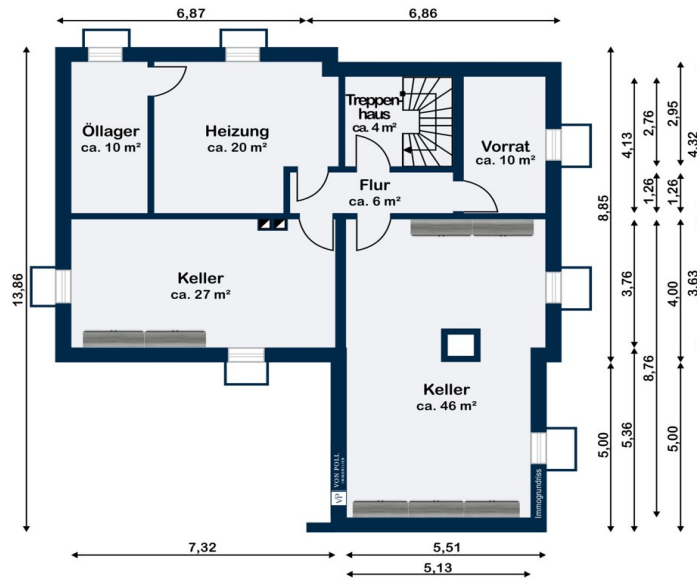 6,87
6,86
Öllager
ca. 10 m²
Heizung
ca. 20 m²
Treppen-
haus
ca. 4 m²
Vorrat
ca. 10 m²
Flur
ca. 6 m²
Keller
ca. 27 m²
Keller
ca. 46 m²
13,86
8,85
4,13
2,76
2,95
4.32
1,26
1,26
3,76
4,00
3.63
8,76
5,00
5,36
5,00
VP
VON POLL
IMMOBILIEN
Immogrundriss
7,32
5,51
5,13